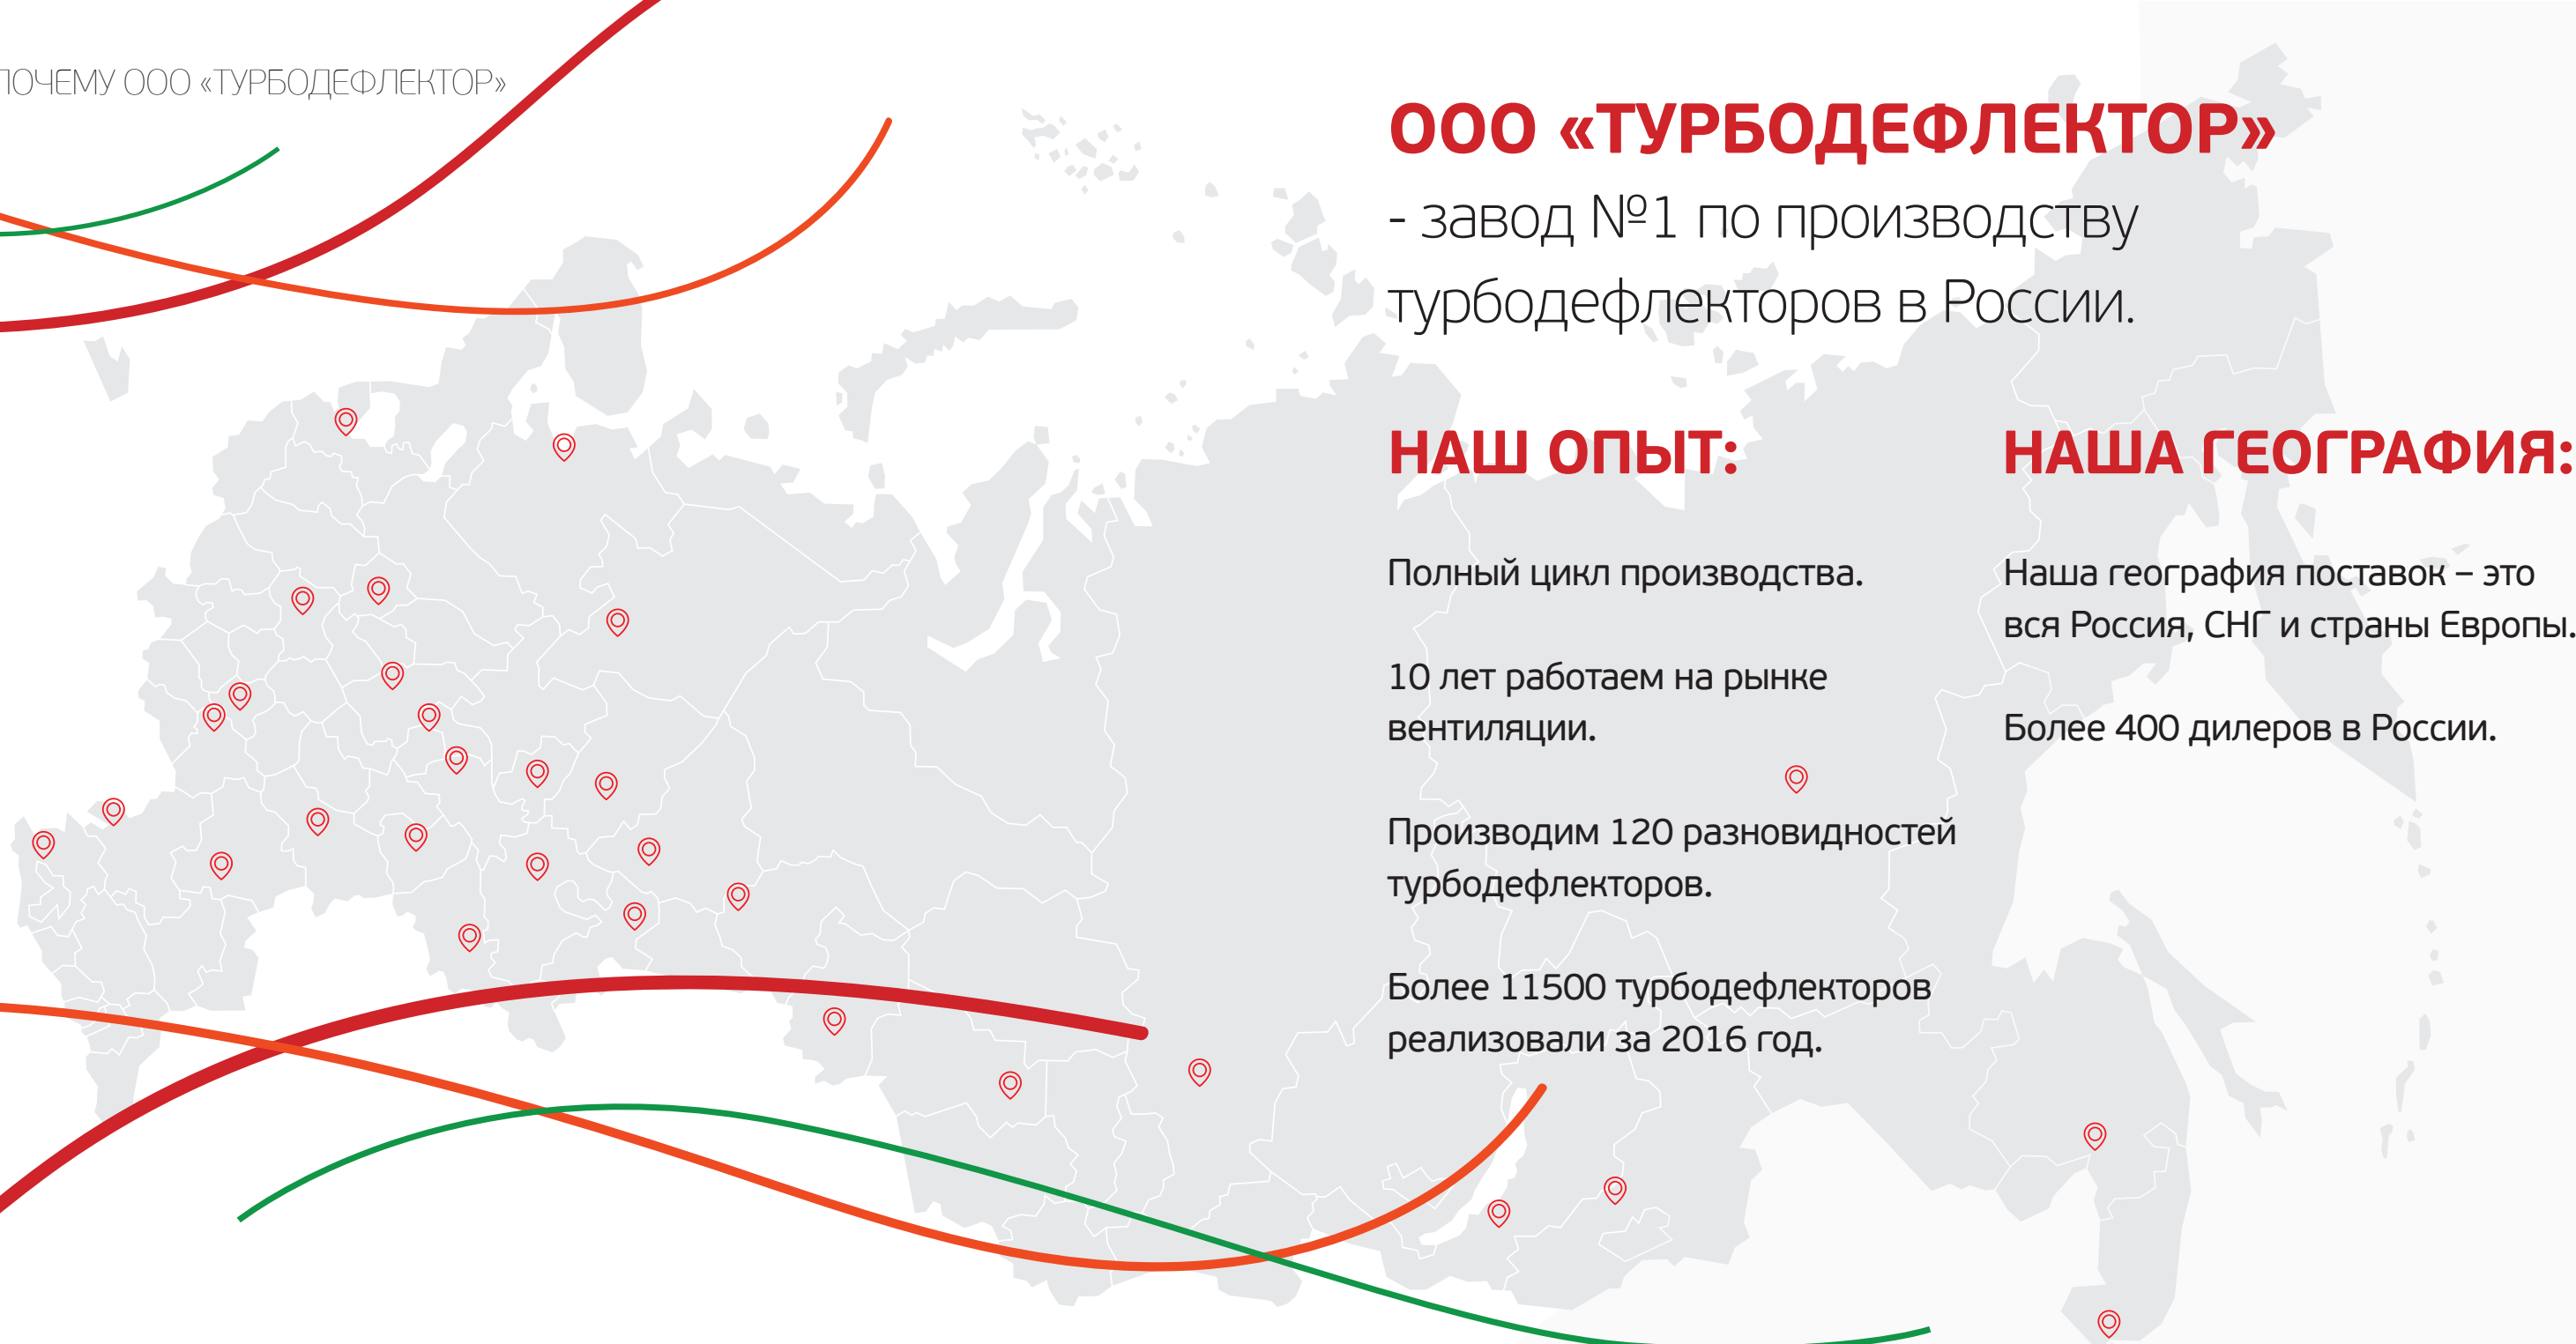 ПОЧЕМУ ООО «ТУРБОДЕФЛЕКТОР»
ООО «ТУРБОДЕФЛЕКТОР»
- завод №1 по производству
турбодефлекторов в России.
НАШ ОПЫТ:
Полный цикл производства.
10 лет работаем на рынке
вентиляции.
Производим 120 разновидностей
турбодефлекторов.
Более 11500 турбодефлекторов
реализовали за 2016 год.
НАША ГЕОГРАФИЯ:
Наша география поставок – это
вся Россия, СНГ и страны Европы.
Более 400 дилеров в России.